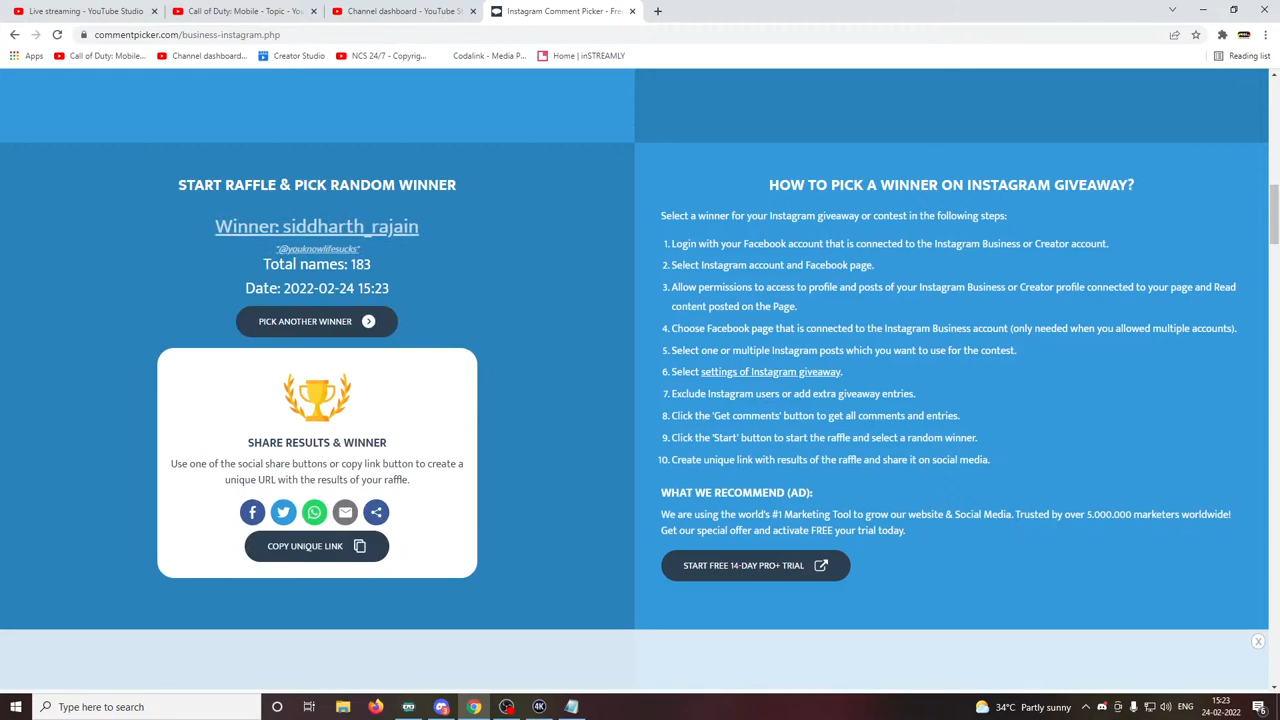 Live streaming - YouTube Studio
Call of Duty: Mobile - Topic - You
Channel dashboard - YouTube St
Instagram Comment Picker - Fre
commentpicker.com/business-instagram.php
Apps
Call of Duty: Mobile...
Channel dashboard...
Creator Studio
NCS 24/7 - Copyrig...
Codalink - Media P...
Home | inSTREAMLY
Reading list
START RAFFLE & PICK RANDOM WINNER
Winner: siddharth_rajain
"@youknowlifesucks"
Total names: 183
Date: 2022-02-24 15:23
PICK ANOTHER WINNER
SHARE RESULTS & WINNER
Use one of the social share buttons or copy link button to create a
unique URL with the results of your raffle.
COPY UNIQUE LINK
HOW TO PICK A WINNER ON INSTAGRAM GIVEAWAY?
Select a winner for your Instagram giveaway or contest in the following steps:
1. Login with your Facebook account that is connected to the Instagram Business or Creator account.
2. Select Instagram account and Facebook page.
3. Allow permissions to access to profile and posts of your Instagram Business or Creator profile connected to your page and Read
content posted on the Page.
4. Choose Facebook page that is connected to the Instagram Business account (only needed when you allowed multiple accounts).
5. Select one or multiple Instagram posts which you want to use for the contest.
6. Select settings of Instagram giveaway.
7. Exclude Instagram users or add extra giveaway entries.
8. Click the 'Get comments' button to get all comments and entries.
9. Click the 'Start' button to start the raffle and select a random winner.
10. Create unique link with results of the raffle and share it on social media.
WHAT WE RECOMMEND (AD):
We are using the world's #1 Marketing Tool to grow our website & Social Media. Trusted by over 5.000.000 marketers worldwide!
Get our special offer and activate FREE your trial today.
START FREE 14-DAY PRO+ TRIAL
X
Type here to search
4K
34°C Partly sunny
ENG
15:23
24-02-2022
6